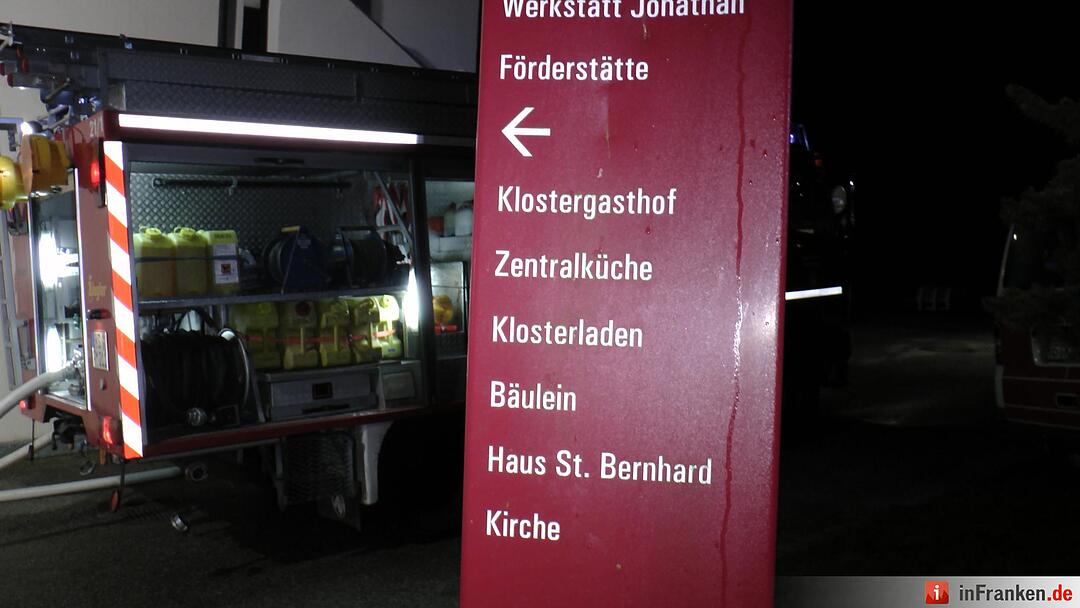 Werkstatt Jonathan
Förderstätte
←
Klostergasthof
Zentralküche
Klosterladen
Bäulein
Haus St. Bernhard
Kirche
inFranken.de